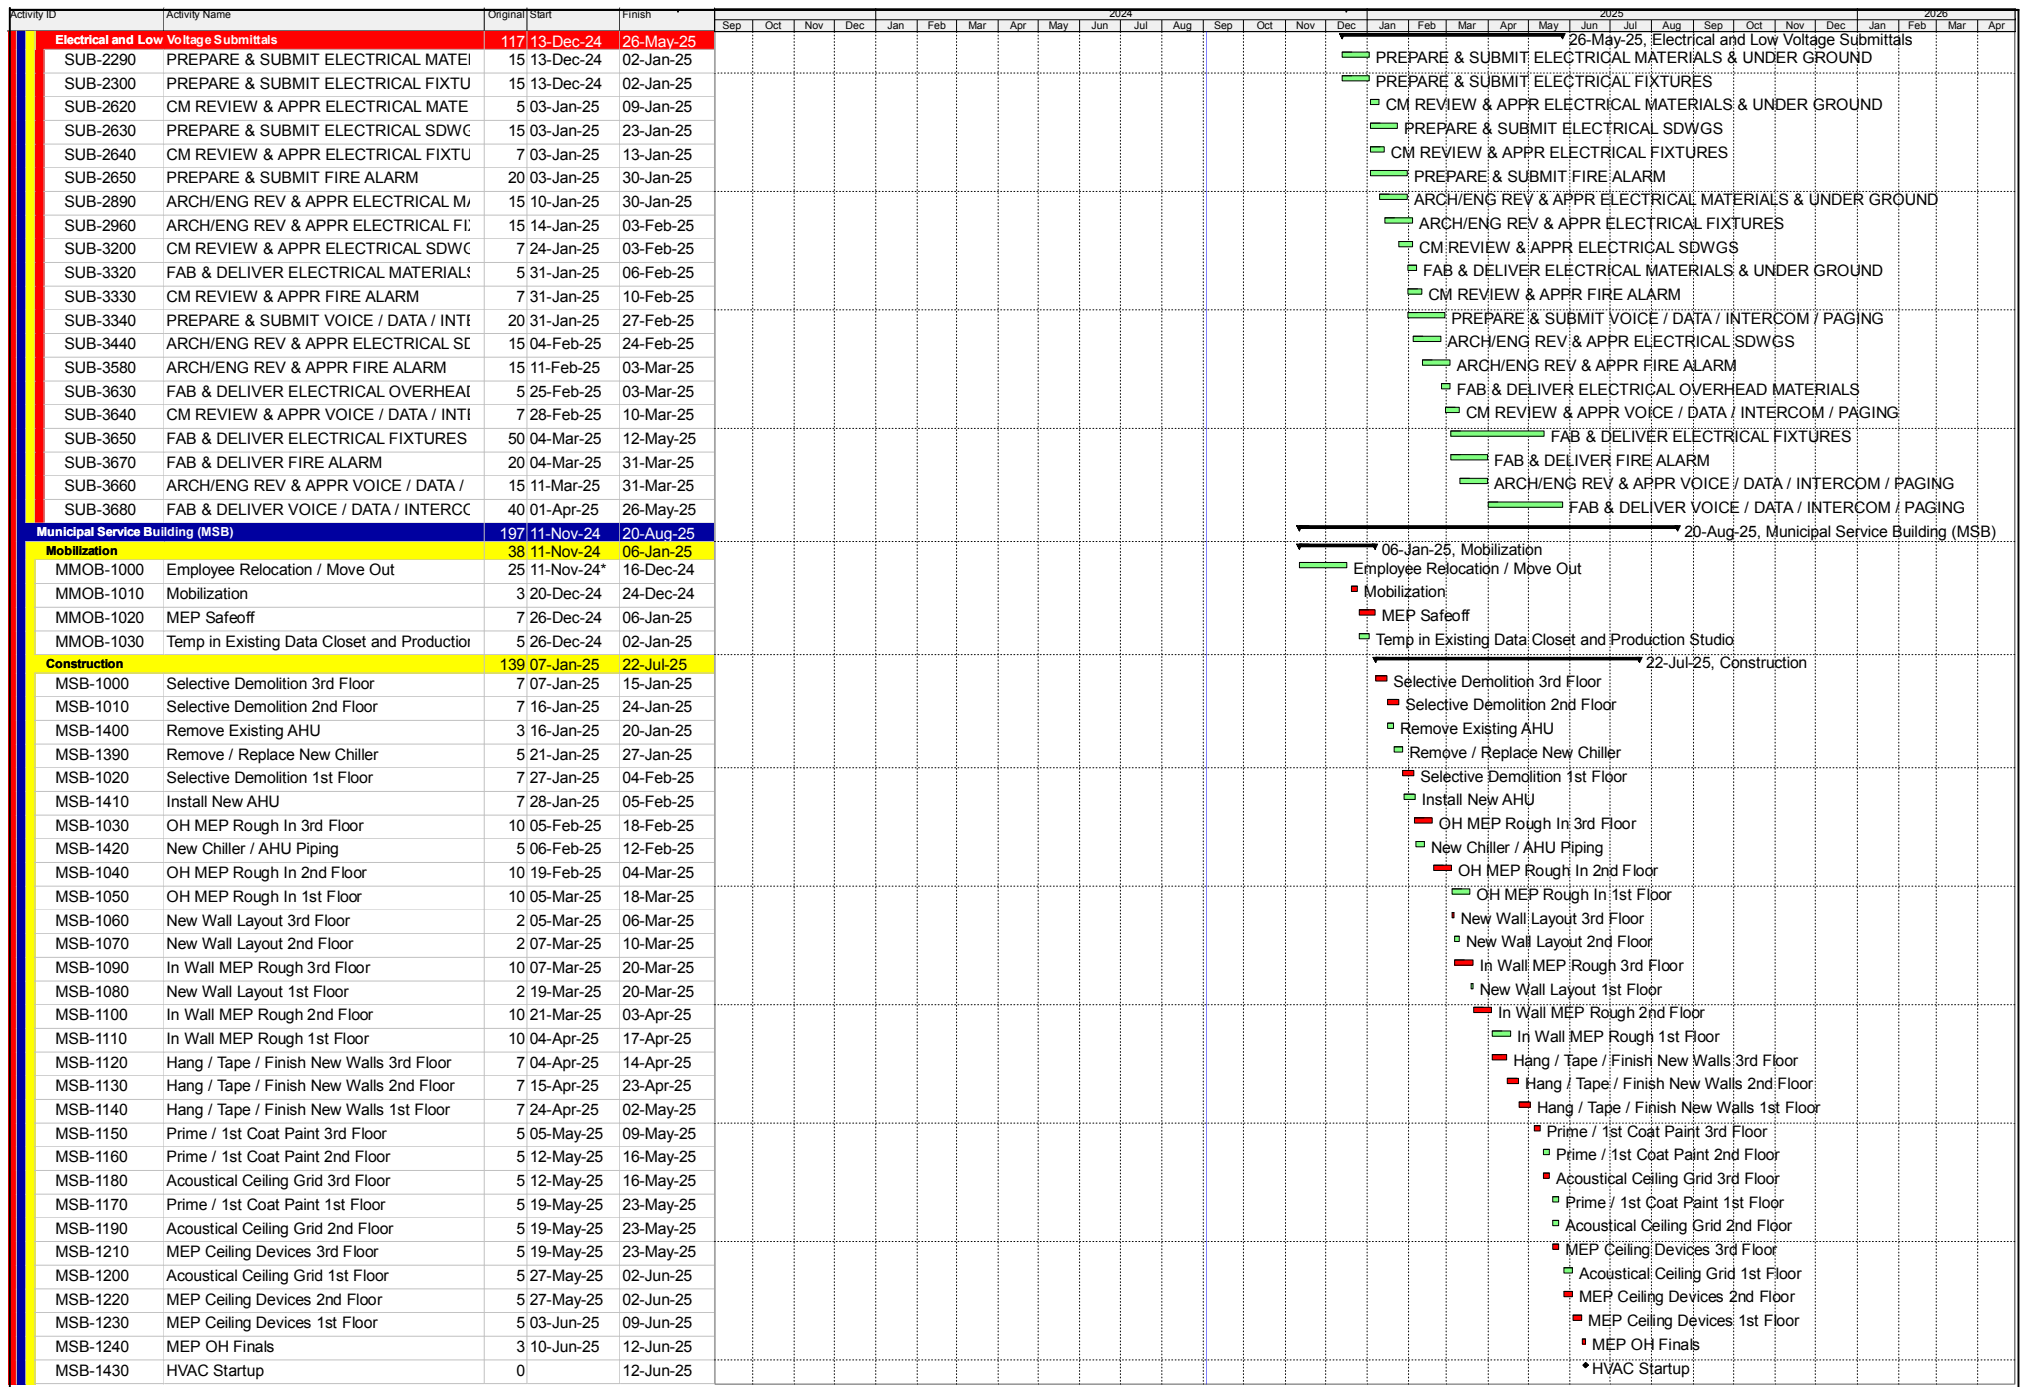 Activity ID Activity Name Original Start Finish 2024 2025 2026
Sep Oct Nov Dec Jan Feb Mar Apr May Jun Jul Aug Sep Oct Nov Dec Jan Feb Mar Apr May Jun Jul Aug Sep Oct Nov Dec Jan Feb Mar Apr
Electrical and Low Voltage Submittals 117 13-Dec-24 26-May-25 26-May-25, Electrical and Low Voltage Submittals
SUB-2290 PREPARE & SUBMIT ELECTRICAL MATE 15 13-Dec-24 02-Jan-25 PREPARE & SUBMIT ELECTRICAL MATERIALS & UNDER GROUND
SUB-2300 PREPARE & SUBMIT ELECTRICAL FIXTU 15 13-Dec-24 02-Jan-25 PREPARE & SUBMIT ELECTRICAL FIXTURES
SUB-2620 CM REVIEW & APPR ELECTRICAL MATE 5 03-Jan-25 09-Jan-25 CM REVIEW & APPR ELECTRICAL MATERIALS & UNDER GROUND
SUB-2630 PREPARE & SUBMIT ELECTRICAL SDWG 15 03-Jan-25 23-Jan-25 PREPARE & SUBMIT ELECTRICAL SDWGS
SUB-2640 CM REVIEW & APPR ELECTRICAL FIXTU 7 03-Jan-25 13-Jan-25 CM REVIEW & APPR ELECTRICAL FIXTURES
SUB-2650 PREPARE & SUBMIT FIRE ALARM 20 03-Jan-25 30-Jan-25 PREPARE & SUBMIT FIRE ALARM
SUB-2890 ARCH/ENG REV & APPR ELECTRICAL MA 15 10-Jan-25 30-Jan-25 ARCH/ENG REV & APPR ELECTRICAL MATERIALS & UNDER GROUND
SUB-2960 ARCH/ENG REV & APPR ELECTRICAL FIX 15 14-Jan-25 03-Feb-25 ARCH/ENG REV & APPR ELECTRICAL FIXTURES
SUB-3200 CM REVIEW & APPR ELECTRICAL SDWG 7 24-Jan-25 03-Feb-25 CM REVIEW & APPR ELECTRICAL SDWGS
SUB-3320 FAB & DELIVER ELECTRICAL MATERIALS 5 31-Jan-25 06-Feb-25 FAB & DELIVER ELECTRICAL MATERIALS & UNDER GROUND
SUB-3330 CM REVIEW & APPR FIRE ALARM 7 31-Jan-25 10-Feb-25 CM REVIEW & APPR FIRE ALARM
SUB-3340 PREPARE & SUBMIT VOICE / DATA / INTE 20 31-Jan-25 27-Feb-25 PREPARE & SUBMIT VOICE / DATA / INTERCOM / PAGING
SUB-3440 ARCH/ENG REV & APPR ELECTRICAL SD 15 04-Feb-25 24-Feb-25 ARCH/ENG REV & APPR ELECTRICAL SDWGS
SUB-3580 ARCH/ENG REV & APPR FIRE ALARM 15 11-Feb-25 03-Mar-25 ARCH/ENG REV & APPR FIRE ALARM
SUB-3630 FAB & DELIVER ELECTRICAL OVERHEAD 5 25-Feb-25 03-Mar-25 FAB & DELIVER ELECTRICAL OVERHEAD MATERIALS
SUB-3640 CM REVIEW & APPR VOICE / DATA / INTE 7 28-Feb-25 10-Mar-25 CM REVIEW & APPR VOICE / DATA / INTERCOM / PAGING
SUB-3650 FAB & DELIVER ELECTRICAL FIXTURES 50 04-Mar-25 12-May-25 FAB & DELIVER ELECTRICAL FIXTURES
SUB-3670 FAB & DELIVER FIRE ALARM 20 04-Mar-25 31-Mar-25 FAB & DELIVER FIRE ALARM
SUB-3660 ARCH/ENG REV & APPR VOICE / DATA / 15 11-Mar-25 31-Mar-25 ARCH/ENG REV & APPR VOICE / DATA / INTERCOM / PAGING
SUB-3680 FAB & DELIVER VOICE / DATA / INTERCO 40 01-Apr-25 26-May-25 FAB & DELIVER VOICE / DATA / INTERCOM / PAGING
Municipal Service Building (MSB) 197 11-Nov-24 20-Aug-25 20-Aug-25, Municipal Service Building (MSB)
Mobilization 38 11-Nov-24 06-Jan-25 06-Jan-25, Mobilization
MMOB-1000 Employee Relocation / Move Out 25 11-Nov-24* 16-Dec-24 Employee Relocation / Move Out
MMOB-1010 Mobilization 3 20-Dec-24 24-Dec-24 Mobilization
MMOB-1020 MEP Safeoff 7 26-Dec-24 06-Jan-25 MEP Safeoff
MMOB-1030 Temp in Existing Data Closet and Production 5 26-Dec-24 02-Jan-25 Temp in Existing Data Closet and Production Studio
Construction 139 07-Jan-25 22-Jul-25 22-Jul-25, Construction
MSB-1000 Selective Demolition 3rd Floor 7 07-Jan-25 15-Jan-25 Selective Demolition 3rd Floor
MSB-1010 Selective Demolition 2nd Floor 7 16-Jan-25 24-Jan-25 Selective Demolition 2nd Floor
MSB-1400 Remove Existing AHU 3 16-Jan-25 20-Jan-25 Remove Existing AHU
MSB-1390 Remove / Replace New Chiller 5 21-Jan-25 27-Jan-25 Remove / Replace New Chiller
MSB-1020 Selective Demolition 1st Floor 7 27-Jan-25 04-Feb-25 Selective Demolition 1st Floor
MSB-1410 Install New AHU 7 28-Jan-25 05-Feb-25 Install New AHU
MSB-1030 OH MEP Rough In 3rd Floor 10 05-Feb-25 18-Feb-25 OH MEP Rough In 3rd Floor
MSB-1420 New Chiller / AHU Piping 5 06-Feb-25 12-Feb-25 New Chiller / AHU Piping
MSB-1040 OH MEP Rough In 2nd Floor 10 19-Feb-25 04-Mar-25 OH MEP Rough In 2nd Floor
MSB-1050 OH MEP Rough In 1st Floor 10 05-Mar-25 18-Mar-25 OH MEP Rough In 1st Floor
MSB-1060 New Wall Layout 3rd Floor 2 05-Mar-25 06-Mar-25 New Wall Layout 3rd Floor
MSB-1070 New Wall Layout 2nd Floor 2 07-Mar-25 10-Mar-25 New Wall Layout 2nd Floor
MSB-1090 In Wall MEP Rough 3rd Floor 10 07-Mar-25 20-Mar-25 In Wall MEP Rough 3rd Floor
MSB-1080 New Wall Layout 1st Floor 2 19-Mar-25 20-Mar-25 New Wall Layout 1st Floor
MSB-1100 In Wall MEP Rough 2nd Floor 10 21-Mar-25 03-Apr-25 In Wall MEP Rough 2nd Floor
MSB-1110 In Wall MEP Rough 1st Floor 10 04-Apr-25 17-Apr-25 In Wall MEP Rough 1st Floor
MSB-1120 Hang / Tape / Finish New Walls 3rd Floor 7 04-Apr-25 14-Apr-25 Hang / Tape / Finish New Walls 3rd Floor
MSB-1130 Hang / Tape / Finish New Walls 2nd Floor 7 15-Apr-25 23-Apr-25 Hang / Tape / Finish New Walls 2nd Floor
MSB-1140 Hang / Tape / Finish New Walls 1st Floor 7 24-Apr-25 02-May-25 Hang / Tape / Finish New Walls 1st Floor
MSB-1150 Prime / 1st Coat Paint 3rd Floor 5 05-May-25 09-May-25 Prime / 1st Coat Paint 3rd Floor
MSB-1160 Prime / 1st Coat Paint 2nd Floor 5 12-May-25 16-May-25 Prime / 1st Coat Paint 2nd Floor
MSB-1180 Acoustical Ceiling Grid 3rd Floor 5 12-May-25 16-May-25 Acoustical Ceiling Grid 3rd Floor
MSB-1170 Prime / 1st Coat Paint 1st Floor 5 19-May-25 23-May-25 Prime / 1st Coat Paint 1st Floor
MSB-1190 Acoustical Ceiling Grid 2nd Floor 5 19-May-25 23-May-25 Acoustical Ceiling Grid 2nd Floor
MSB-1210 MEP Ceiling Devices 3rd Floor 5 19-May-25 23-May-25 MEP Ceiling Devices 3rd Floor
MSB-1200 Acoustical Ceiling Grid 1st Floor 5 27-May-25 02-Jun-25 Acoustical Ceiling Grid 1st Floor
MSB-1220 MEP Ceiling Devices 2nd Floor 5 27-May-25 02-Jun-25 MEP Ceiling Devices 2nd Floor
MSB-1230 MEP Ceiling Devices 1st Floor 5 03-Jun-25 09-Jun-25 MEP Ceiling Devices 1st Floor
MSB-1240 MEP OH Finals 3 10-Jun-25 12-Jun-25 MEP OH Finals
MSB-1430 HVAC Startup 0 12-Jun-25 HVAC Startup